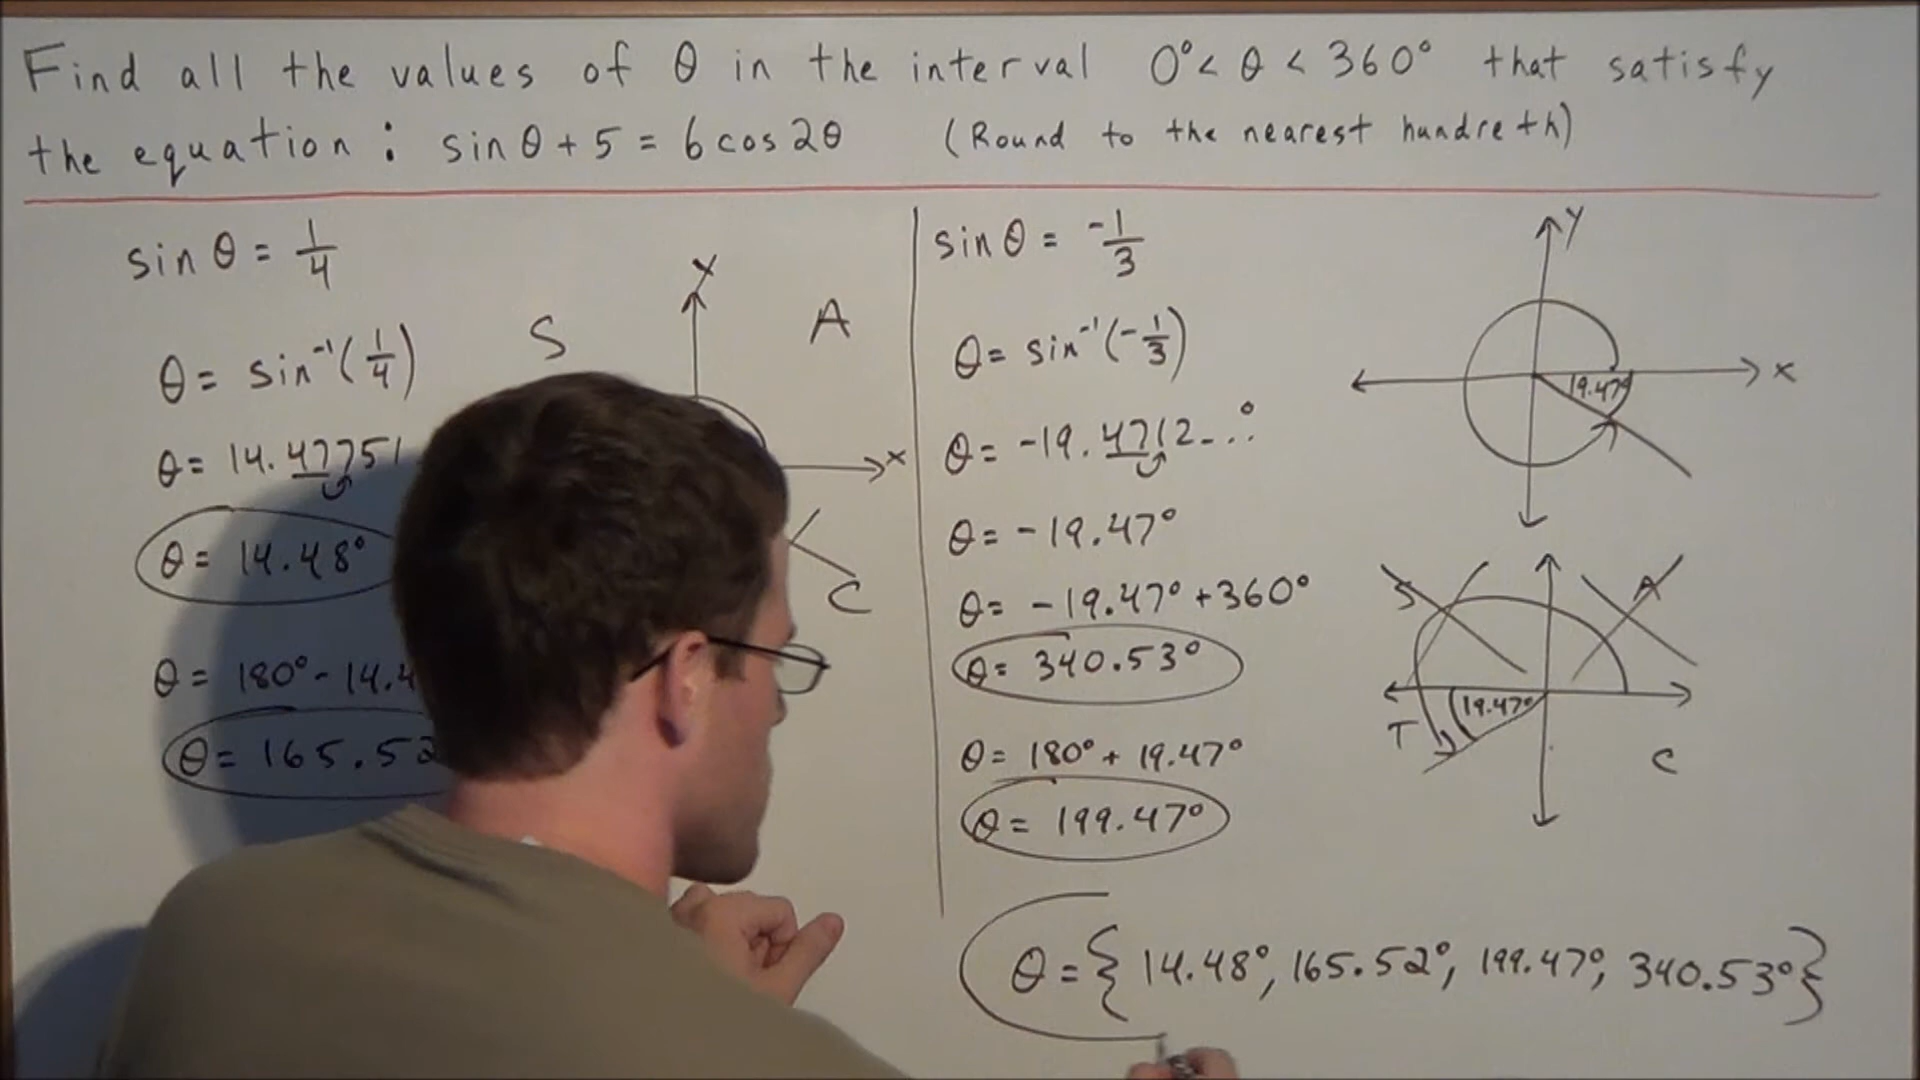 Find all the values of θ in the interval 0° < θ < 360° that satisfy
the equation : sin θ + 5 = 6 cos 2θ (Round to the nearest hundreth)
sin θ = 1/4
θ = sin⁻¹(1/4)
θ = 14.47751
θ = 14.48°
θ = 180° - 14.4
θ = 165.52
S
y
A
x
C
sin θ = -1/3
θ = sin⁻¹(-1/3)
θ = -19.4712...°
θ = -19.47°
θ = -19.47° + 360°
θ = 340.53°
θ = 180° + 19.47°
θ = 199.47°
y
x
19.47°
S
A
19.47°
T
C
θ = {14.48°, 165.52°, 199.47°, 340.53°}